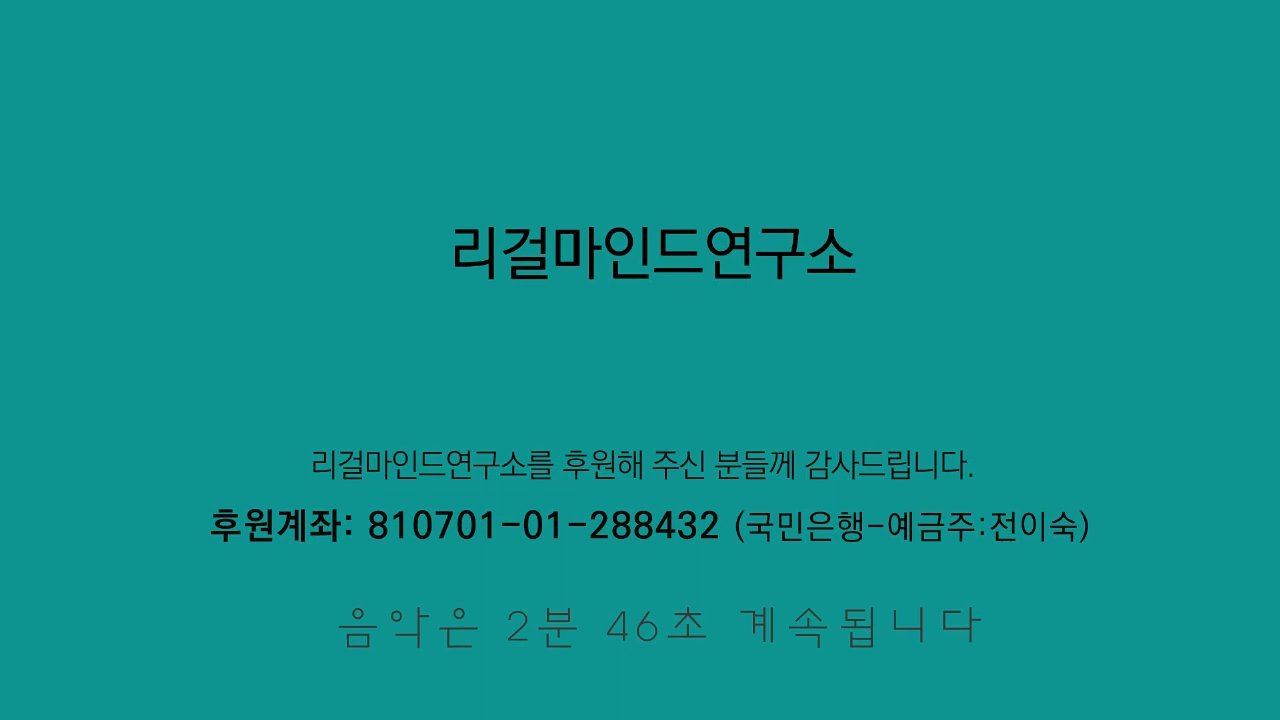 리걸마인드연구소
리걸마인드연구소를 후원해 주신 분들께 감사드립니다.
후원계좌: 810701-01-288432 (국민은행-예금주:전이숙)
음악은 2분 46초 계속됩니다